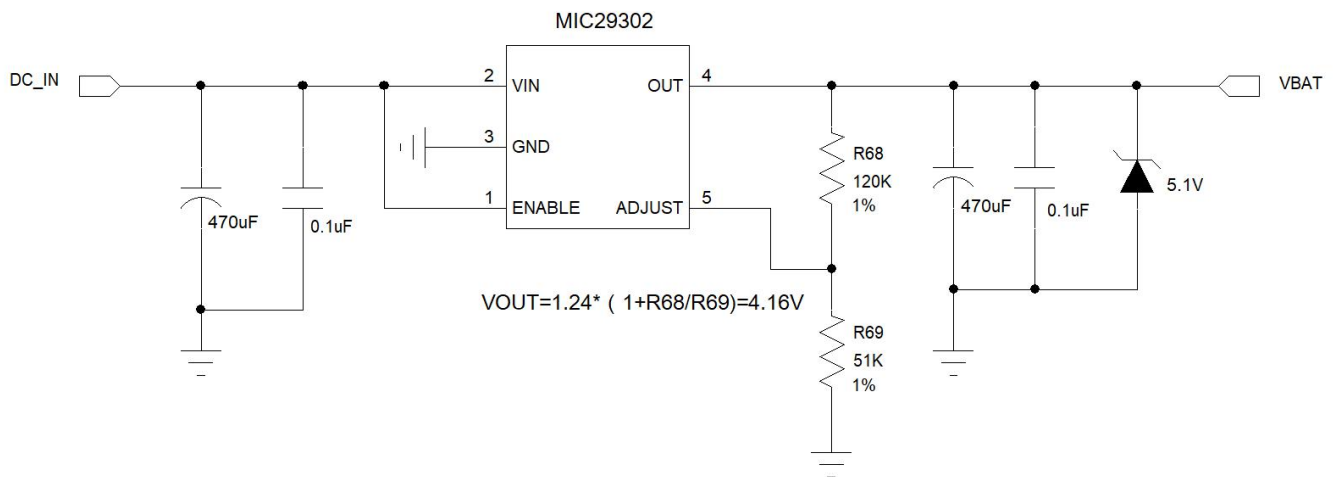 MIC29302
DC_IN
2
VIN
OUT
4
VBAT
3
GND
R68
120K
1%
5.1V
1
ENABLE
ADJUST
5
470uF
0.1uF
470uF
0.1uF
VOUT=1.24* ( 1+R68/R69)=4.16V
R69
51K
1%